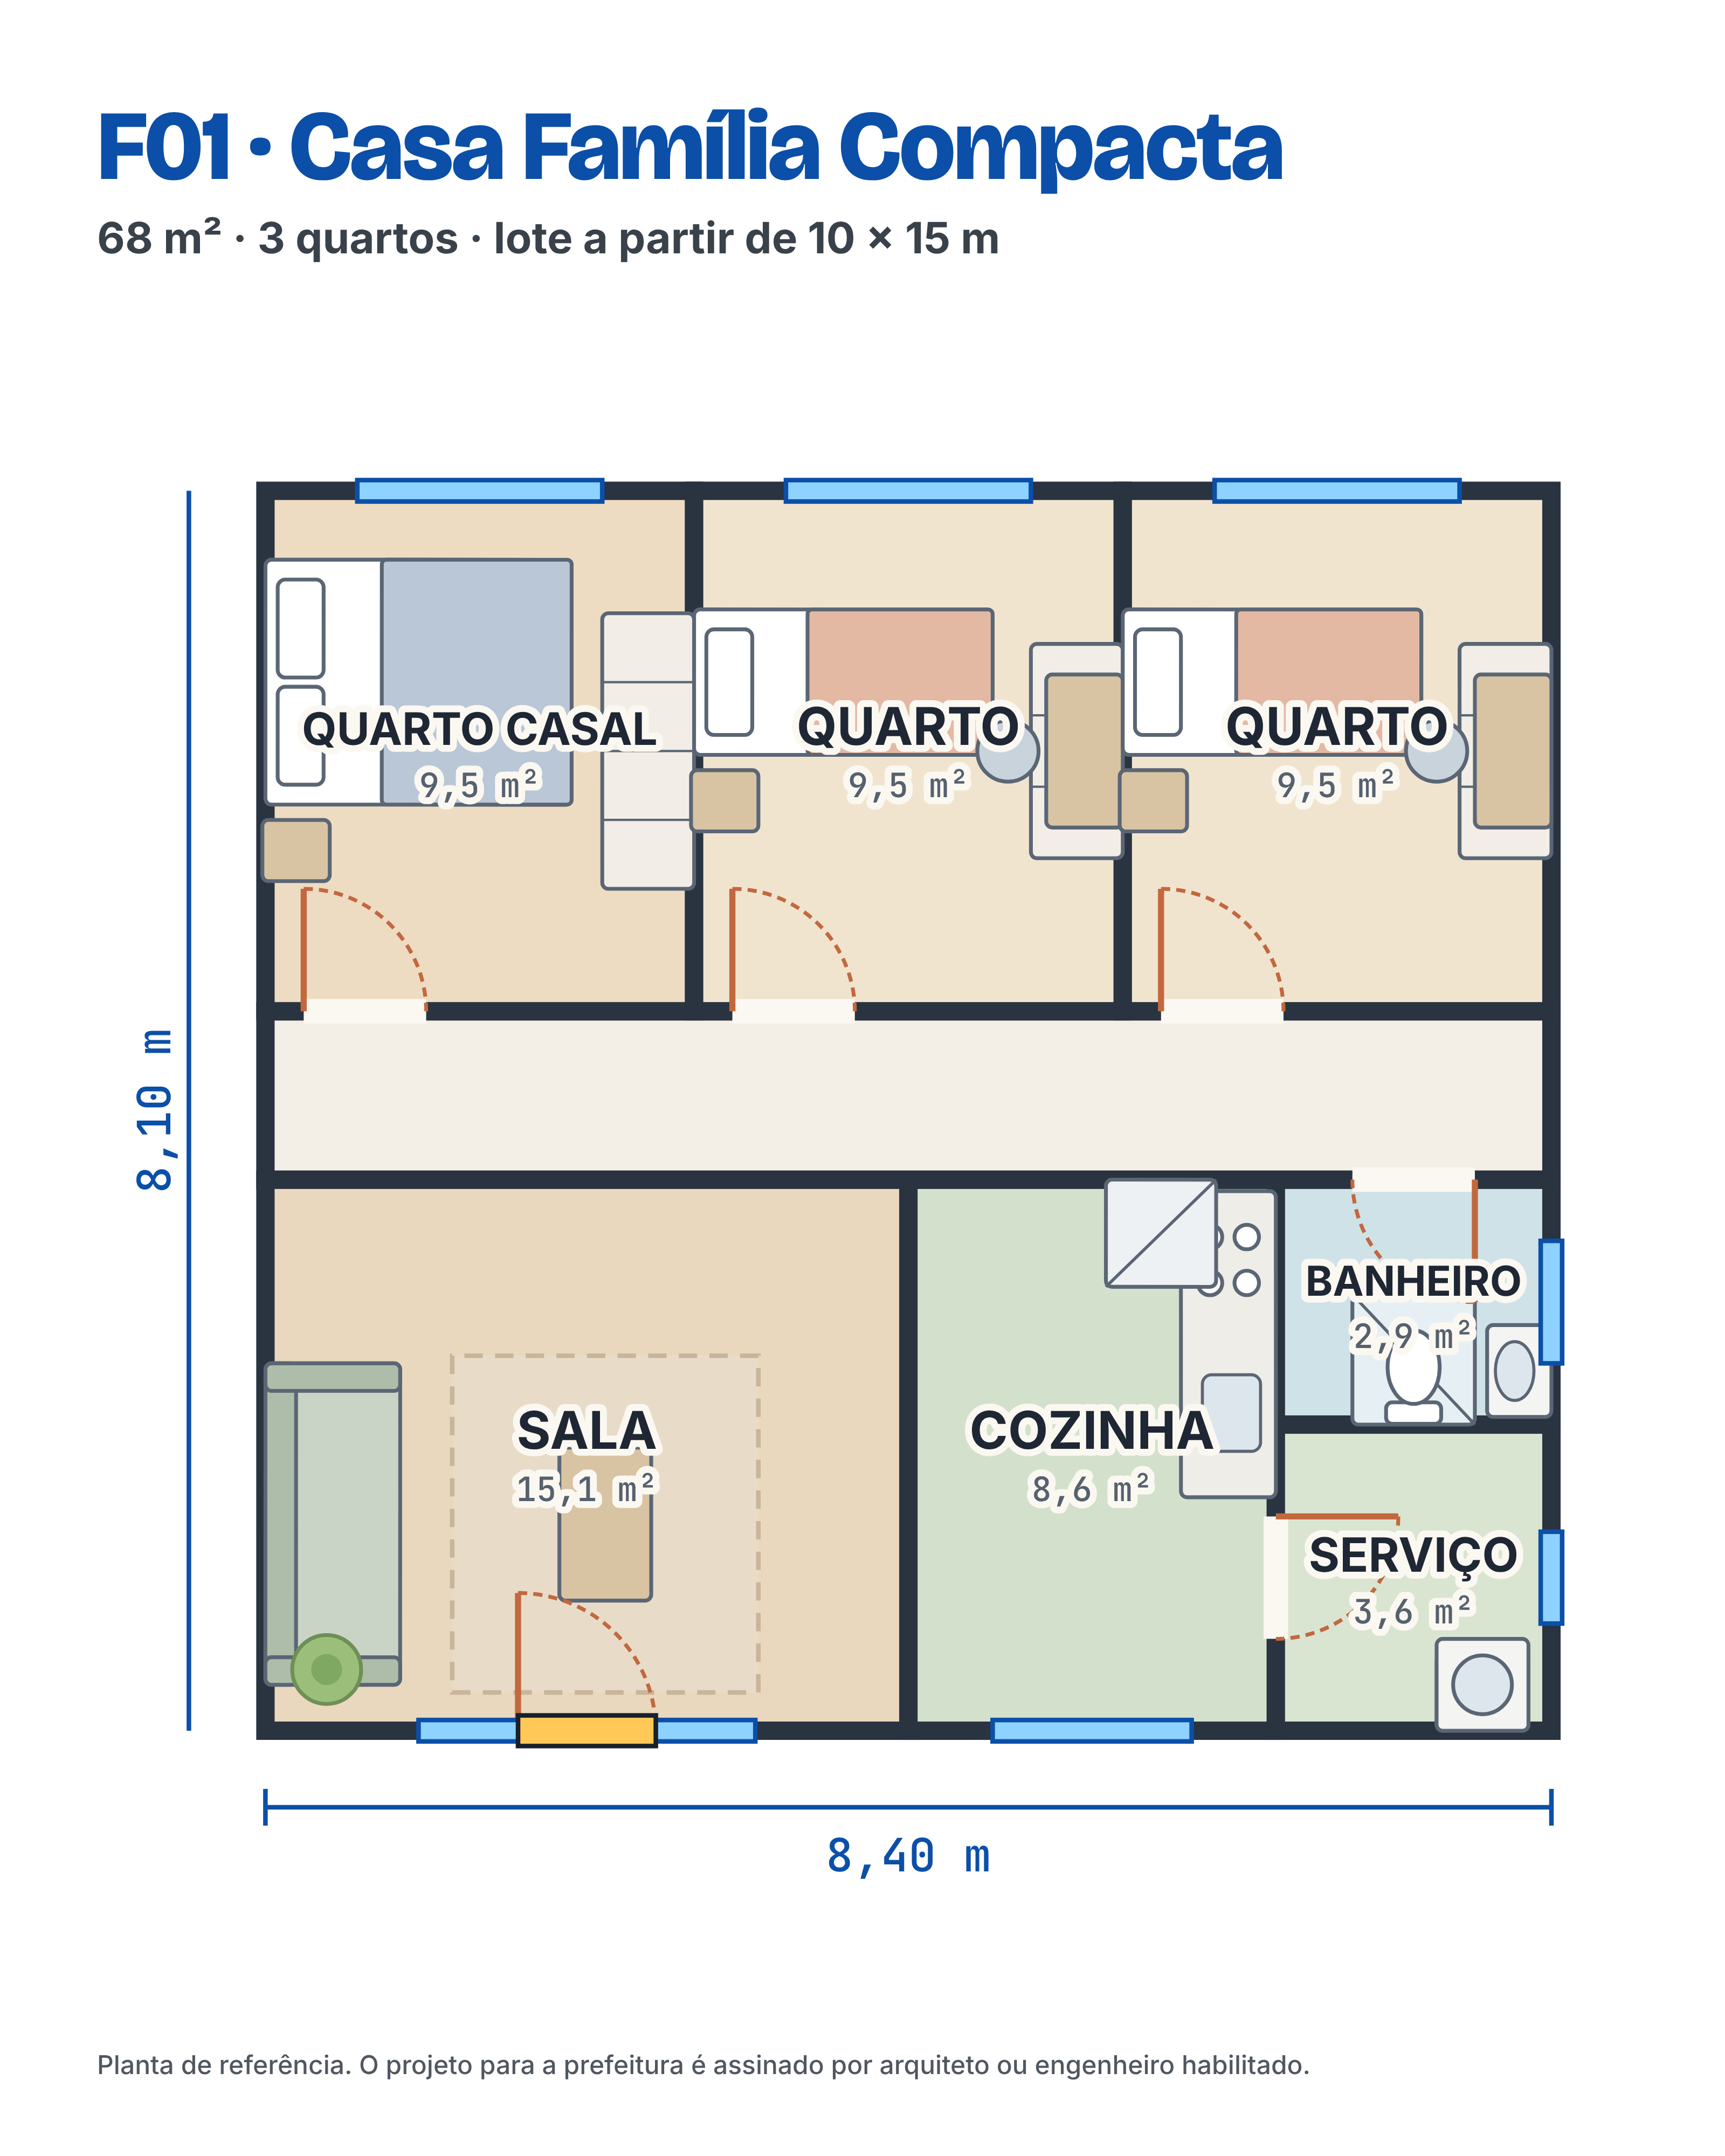 F01 · Casa Família Compacta
68 m² · 3 quartos · lote a partir de 10 × 15 m
QUARTO CASAL
9,5 m²
QUARTO
9,5 m²
QUARTO
9,5 m²
8,10 m
BANHEIRO
2,9 m²
SALA
15,1 m²
COZINHA
8,6 m²
SERVIÇO
3,6 m²
8,40 m
Planta de referência. O projeto para a prefeitura é assinado por arquiteto ou engenheiro habilitado.